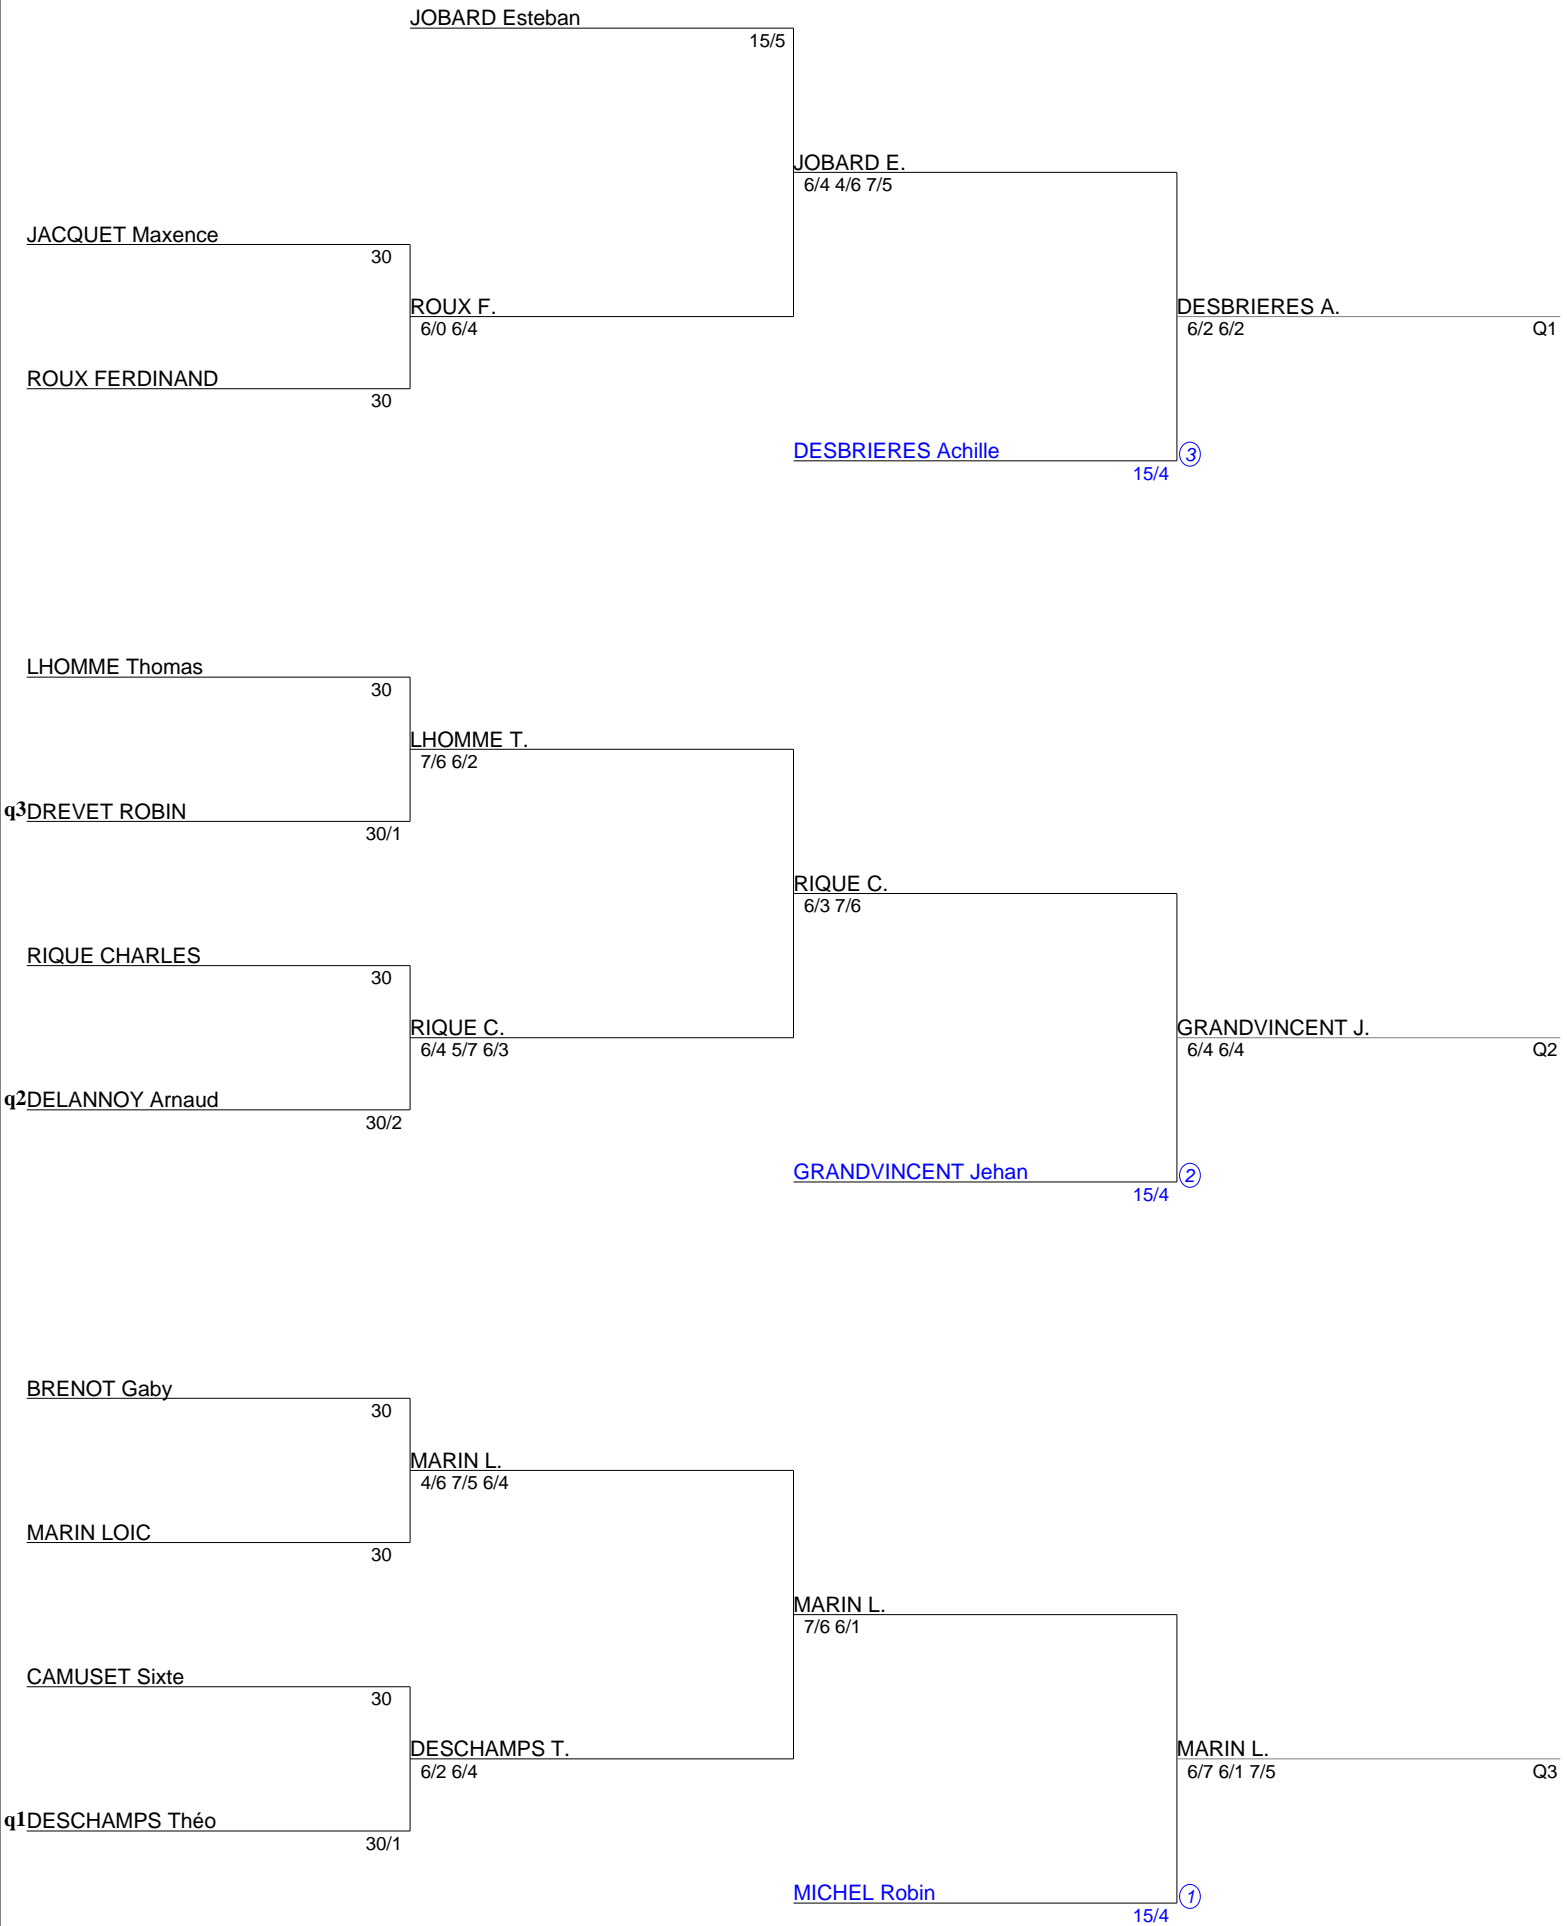 JOBARD Esteban
15/5
JOBARD E.
6/4 4/6 7/5
JACQUET Maxence
30
ROUX F.
6/0 6/4
DESBRIERES A.
6/2 6/2
Q1
ROUX FERDINAND
30
DESBRIERES Achille
3
15/4
LHOMME Thomas
30
LHOMME T.
7/6 6/2
q3 DREVET ROBIN
30/1
RIQUE C.
6/3 7/6
RIQUE CHARLES
30
RIQUE C.
6/4 5/7 6/3
GRANDVINCENT J.
6/4 6/4
Q2
q2 DELANNOY Arnaud
30/2
GRANDVINCENT Jehan
2
15/4
BRENOT Gaby
30
MARIN L.
4/6 7/5 6/4
MARIN LOIC
30
MARIN L.
7/6 6/1
CAMUSET Sixte
30
DESCHAMPS T.
6/2 6/4
MARIN L.
6/7 6/1 7/5
Q3
q1 DESCHAMPS Théo
30/1
MICHEL Robin
1
15/4